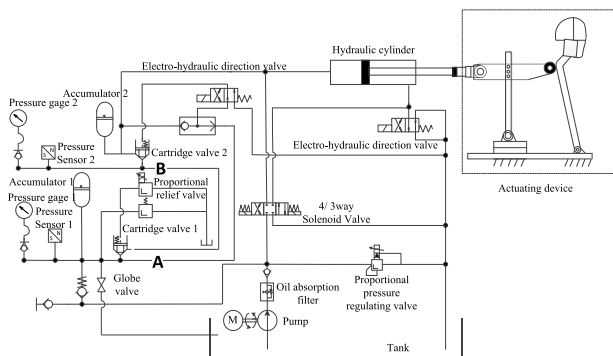 Hydraulic cylinder
Electro-hydraulic direction valve
Accumulator 2
Pressure gage 2
Pressure
Sensor 2
S N
Cartridge valve 2
Electro-hydraulic direction valve
B
Actuating device
Accumulator 1
Pressure gage 1
Pressure
Sensor 1
S N
Proportional
relief valve
Cartridge valve 1
4/ 3way
Solenoid Valve
A
Globe
valve
Oil absorption
filter
Proportional
pressure
regulating valve
M
Pump
Tank